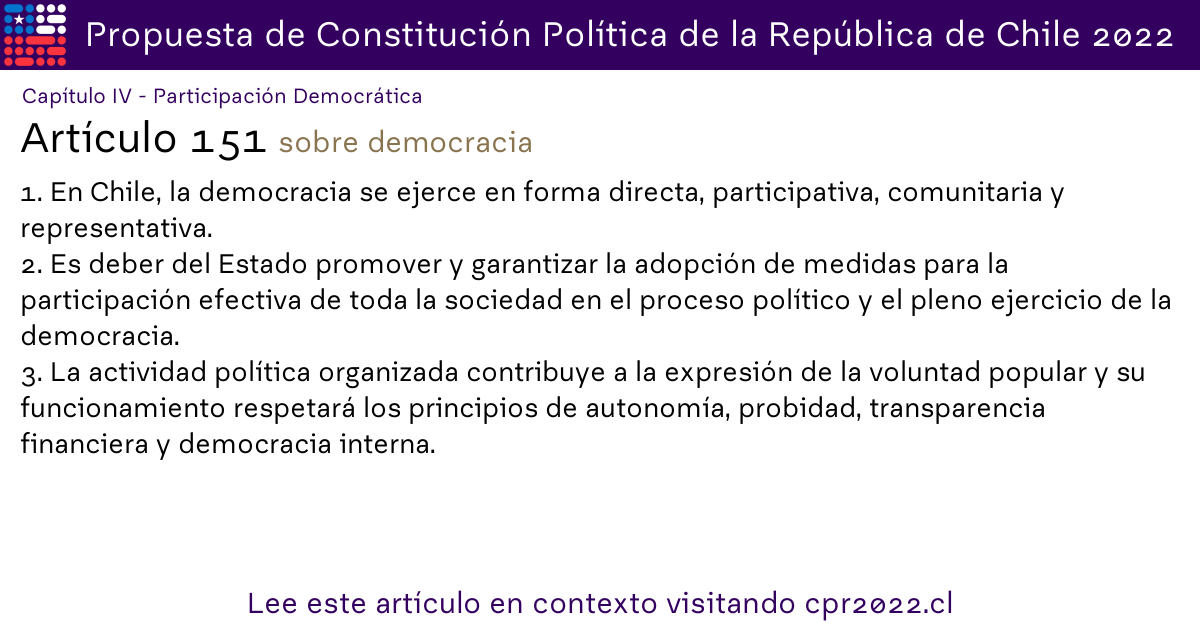 Propuesta de Constitución Política de la República de Chile 2022
Capítulo IV - Participación Democrática
Artículo 151 sobre democracia
1. En Chile, la democracia se ejerce en forma directa, participativa, comunitaria y
representativa.
2. Es deber del Estado promover y garantizar la adopción de medidas para la
participación efectiva de toda la sociedad en el proceso político y el pleno ejercicio de la
democracia.
3. La actividad política organizada contribuye a la expresión de la voluntad popular y su
funcionamiento respetará los principios de autonomía, probidad, transparencia
financiera y democracia interna.
Lee este artículo en contexto visitando cpr2022.cl